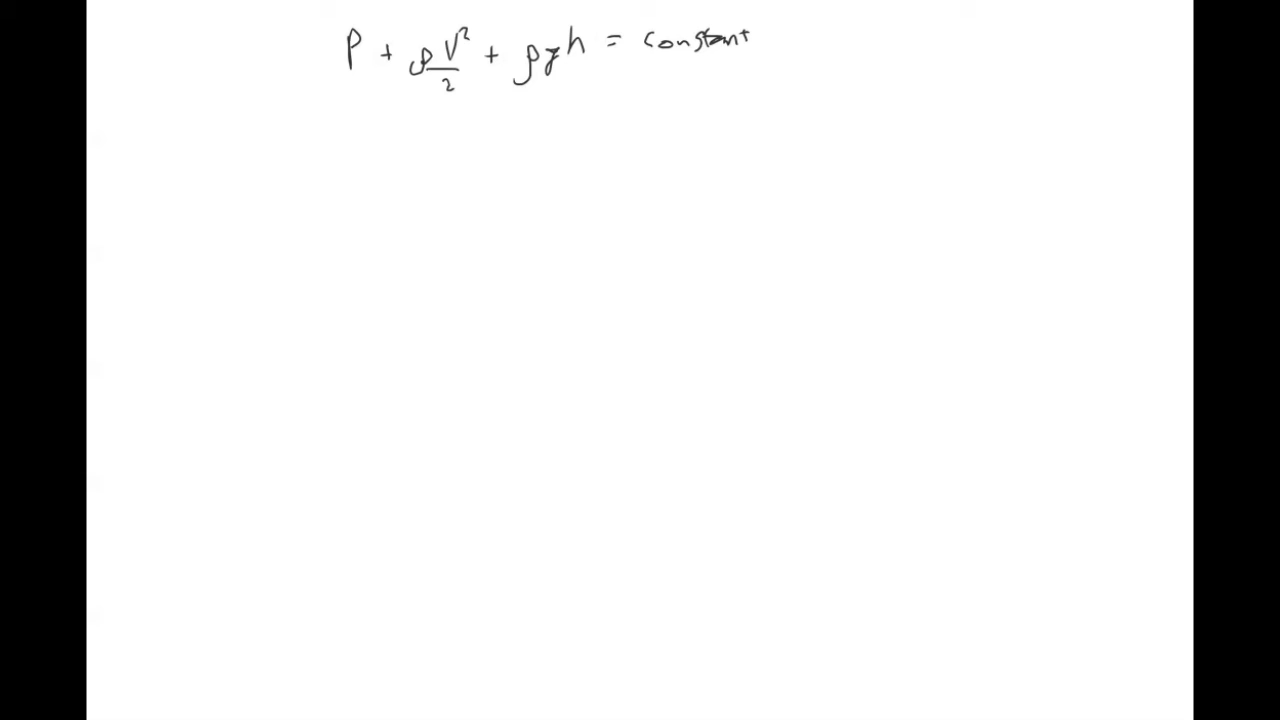 P + ρV²/2 + ρgh = constant